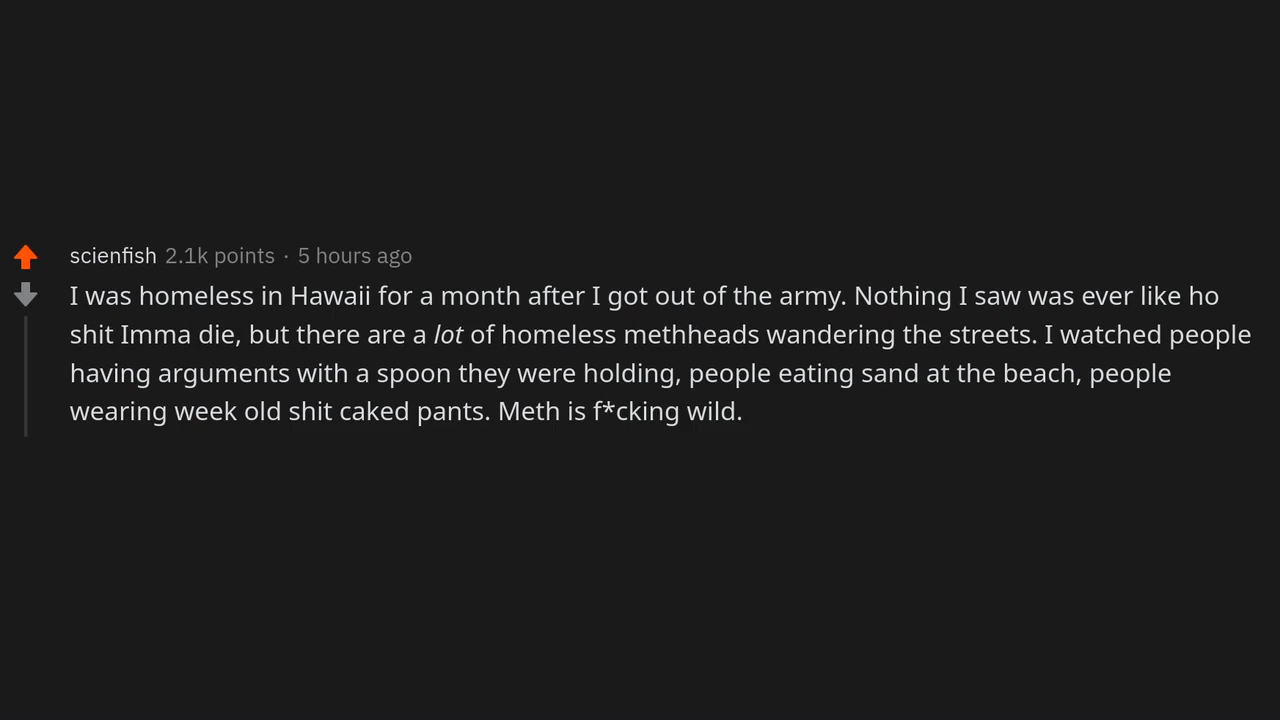 scienfish 2.1k points · 5 hours ago
I was homeless in Hawaii for a month after I got out of the army. Nothing I saw was ever like ho
shit Imma die, but there are a lot of homeless methheads wandering the streets. I watched people
having arguments with a spoon they were holding, people eating sand at the beach, people
wearing week old shit caked pants. Meth is f*cking wild.